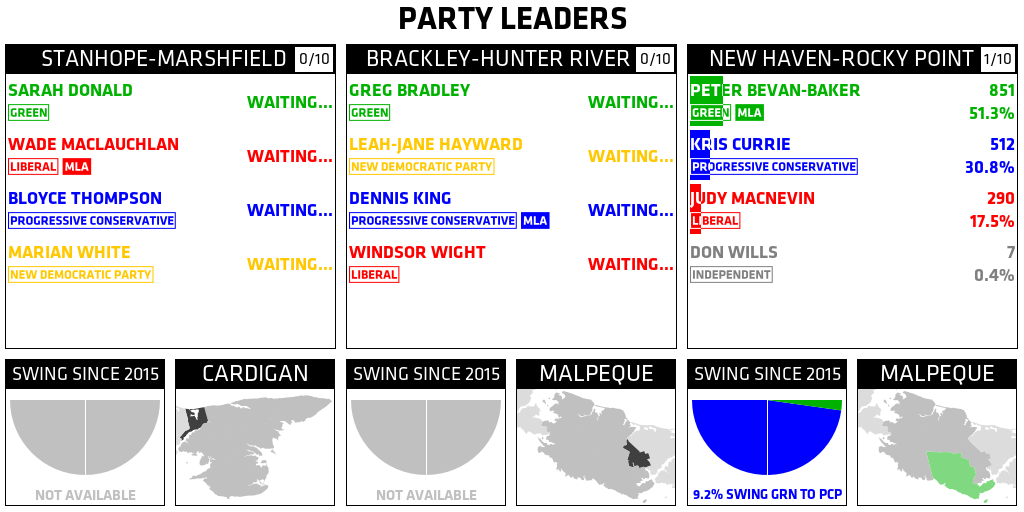 PARTY LEADERS
STANHOPE-MARSHFIELD 0/10
SARAH DONALD
GREEN
WAITING...
WADE MACLAUCHLAN
LIBERAL MLA
WAITING...
BLOYCE THOMPSON
PROGRESSIVE CONSERVATIVE
WAITING...
MARIAN WHITE
NEW DEMOCRATIC PARTY
WAITING...
BRACKLEY-HUNTER RIVER 0/10
GREG BRADLEY
GREEN
WAITING...
LEAH-JANE HAYWARD
NEW DEMOCRATIC PARTY
WAITING...
DENNIS KING
PROGRESSIVE CONSERVATIVE MLA
WAITING...
WINDSOR WIGHT
LIBERAL
WAITING...
NEW HAVEN-ROCKY POINT 1/10
PETER BEVAN-BAKER 851
GREEN MLA 51.3%
KRIS CURRIE 512
PROGRESSIVE CONSERVATIVE 30.8%
JUDY MACNEVIN 290
LIBERAL 17.5%
DON WILLS 7
INDEPENDENT 0.4%
SWING SINCE 2015
NOT AVAILABLE
CARDIGAN
SWING SINCE 2015
NOT AVAILABLE
MALPEQUE
SWING SINCE 2015
9.2% SWING GRN TO PCP
MALPEQUE